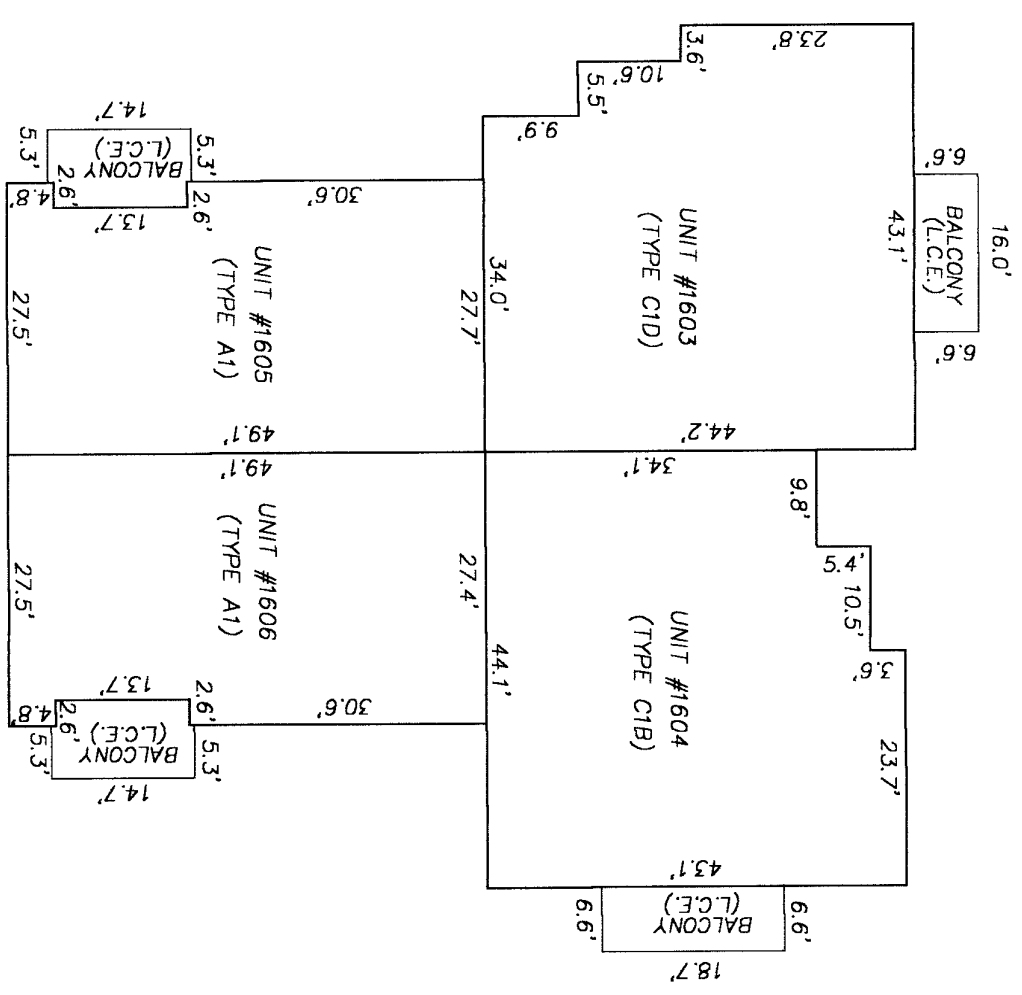 23.8'
3.6'
10.6'
5.5'
9.9'
6.6'
16.0'
BALCONY
(L.C.E.)
6.6'
43.1'
UNIT #1603
(TYPE C1D)
34.0'
44.2'
14.7'
5.3'
BALCONY
(L.C.E.)
5.3'
4.8'
2.6'
13.7'
2.6'
30.6'
UNIT #1605
(TYPE A1)
27.5'
27.7'
49.1'
49.1'
UNIT #1606
(TYPE A1)
27.5'
27.4'
4.8'
2.6'
13.7'
2.6'
30.6'
5.3'
BALCONY
(L.C.E.)
5.3'
14.7'
34.1'
9.8'
5.4'
10.5'
3.6'
23.7'
UNIT #1604
(TYPE C1B)
44.1'
43.1'
6.6'
BALCONY
(L.C.E.)
6.6'
18.7'